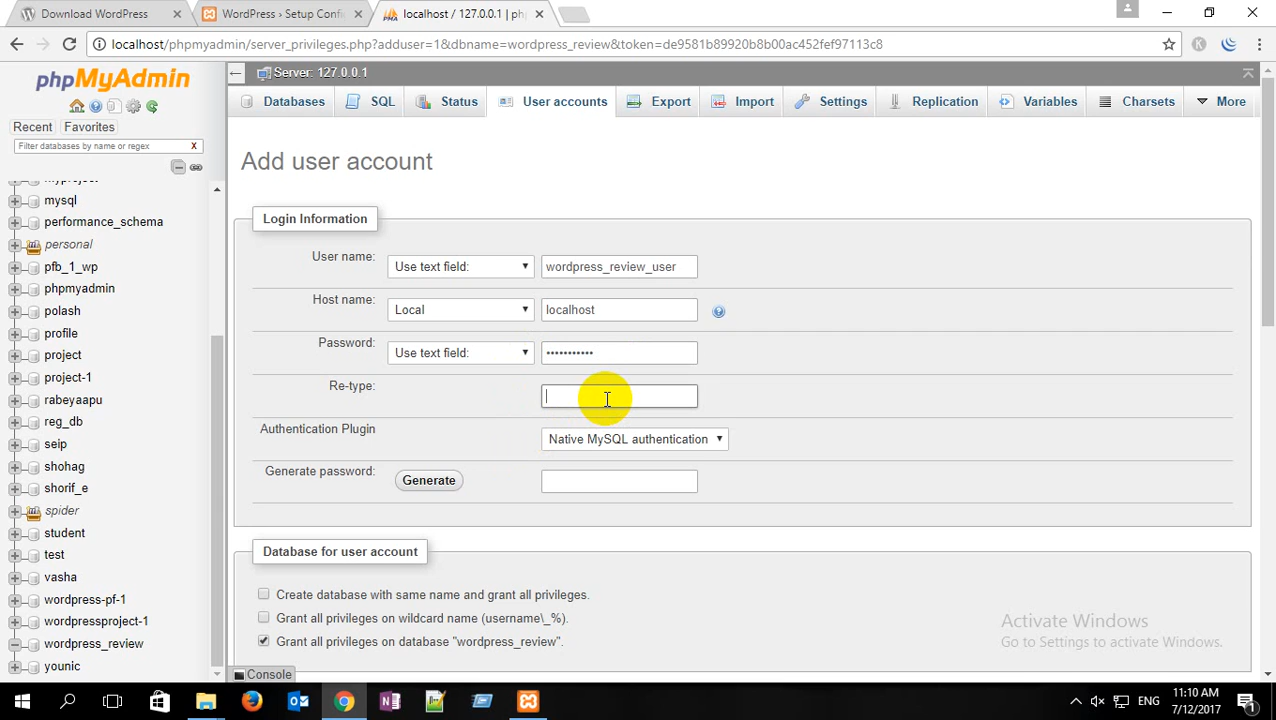 Download WordPress
WordPress › Setup Confi
localhost / 127.0.0.1 | ph
localhost/phpmyadmin/server_privileges.php?adduser=1&dbname=wordpress_review&token=de9581b89920b8b00ac452fef97113c8
phpMyAdmin
Server: 127.0.0.1
Databases
SQL
Status
User accounts
Export
Import
Settings
Replication
Variables
Charsets
More
Recent
Favorites
Filter databases by name or regex
X
mysql
performance_schema
personal
pfb_1_wp
phpmyadmin
polash
profile
project
project-1
rabeyaapu
reg_db
seip
shohag
shorif_e
spider
student
test
vasha
wordpress-pf-1
wordpressproject-1
wordpress_review
younic
Add user account
Login Information
User name: Use text field: wordpress_review_user
Host name: Local localhost
Password: Use text field: •••••••••••
Re-type:
Authentication Plugin Native MySQL authentication
Generate password: Generate
Database for user account
Create database with same name and grant all privileges.
Grant all privileges on wildcard name (username\_%).
Grant all privileges on database "wordpress_review".
Activate Windows
Go to Settings to activate Windows.
Console
ENG
11:10 AM
7/12/2017
1